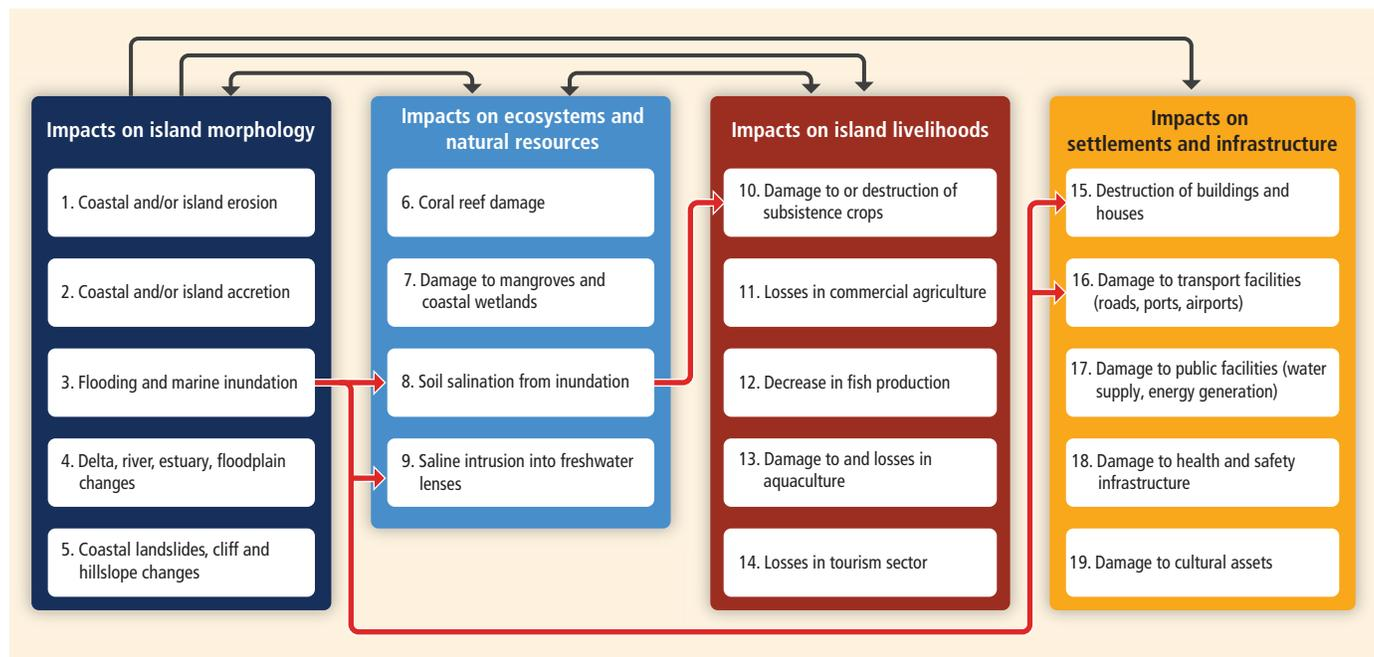 Impacts on island morphology
1. Coastal and/or island erosion
2. Coastal and/or island accretion
3. Flooding and marine inundation
4. Delta, river, estuary, floodplain
changes
5. Coastal landslides, cliff and
hillslope changes
Impacts on ecosystems and
natural resources
6. Coral reef damage
7. Damage to mangroves and
coastal wetlands
8. Soil salination from inundation
9. Saline intrusion into freshwater
lenses
Impacts on island livelihoods
10. Damage to or destruction of
subsistence crops
11. Losses in commercial agriculture
12. Decrease in fish production
13. Damage to and losses in
aquaculture
14. Losses in tourism sector
Impacts on
settlements and infrastructure
15. Destruction of buildings and
houses
16. Damage to transport facilities
(roads, ports, airports)
17. Damage to public facilities (water
supply, energy generation)
18. Damage to health and safety
infrastructure
19. Damage to cultural assets